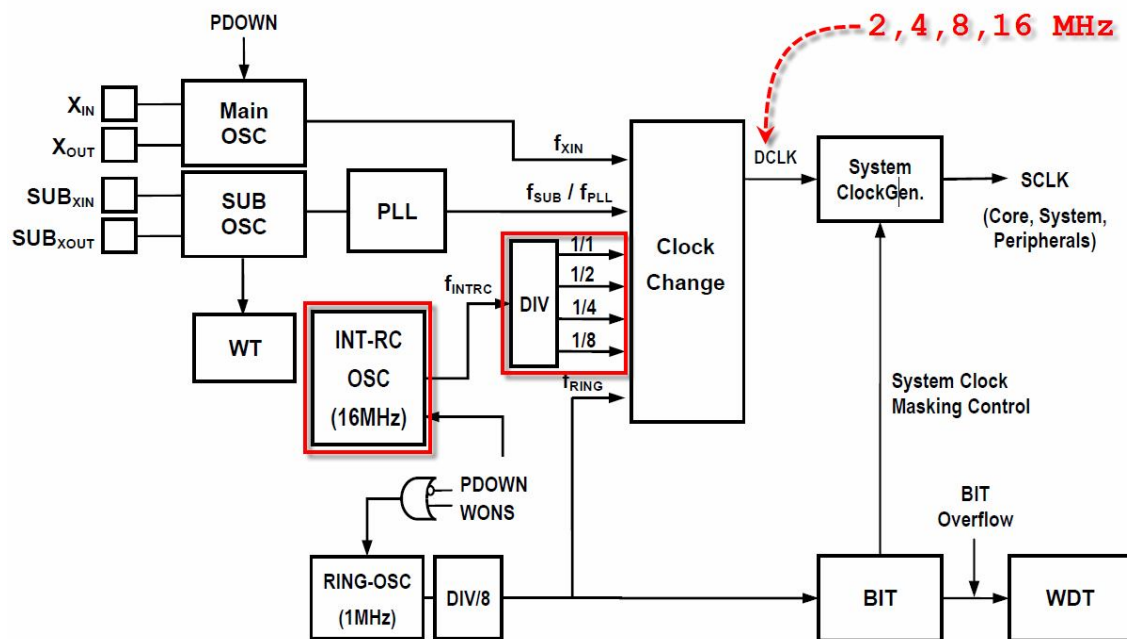 PDOWN
2,4,8,16 MHz
XIN
XOUT
Main
OSC
SUBXIN
SUBXOUT
SUB
OSC
PLL
WT
fXIN
fSUB / fPLL
fINTRC
DIV
1/1
1/2
1/4
1/8
INT-RC
OSC
(16MHz)
fRING
Clock
Change
DCLK
System
ClockGen.
SCLK
(Core, System,
Peripherals)
System Clock
Masking Control
PDOWN
WONS
RING-OSC
(1MHz)
DIV/8
BIT
BIT
Overflow
WDT